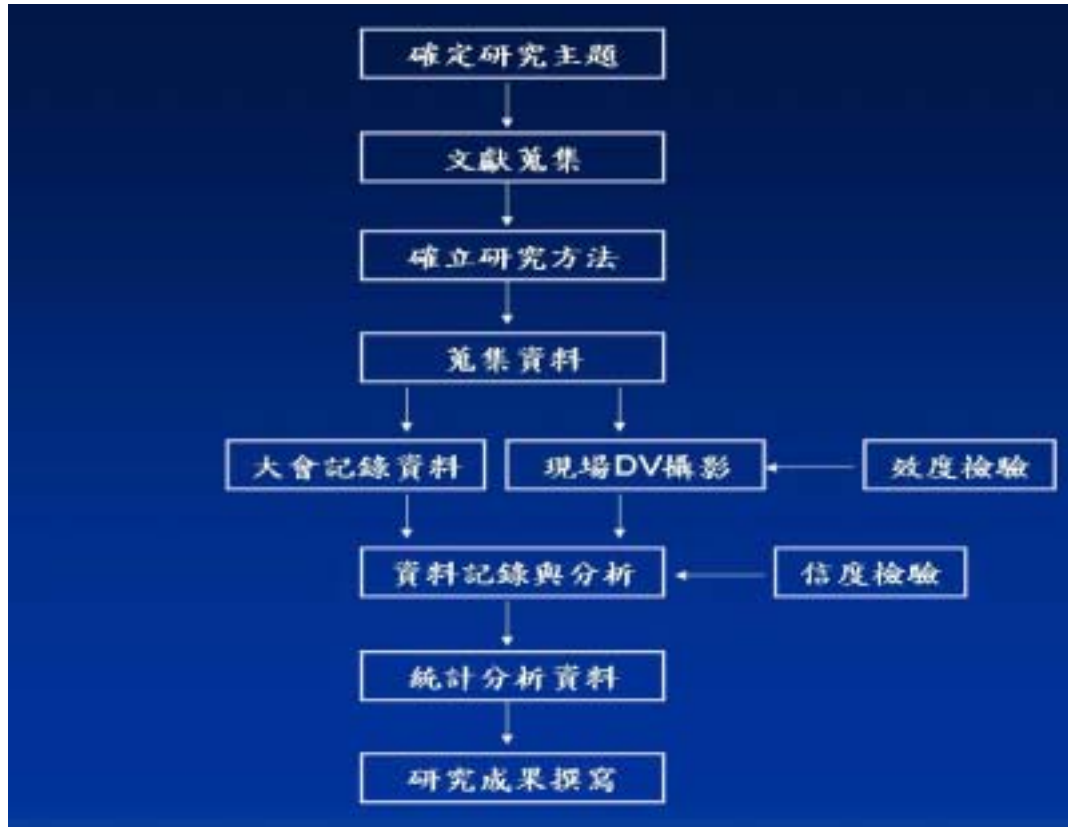 確定研究主題
文獻蒐集
確立研究方法
蒐集資料
大會記錄資料
現場DV攝影
效度檢驗
資料記錄與分析
信度檢驗
統計分析資料
研究成果撰寫